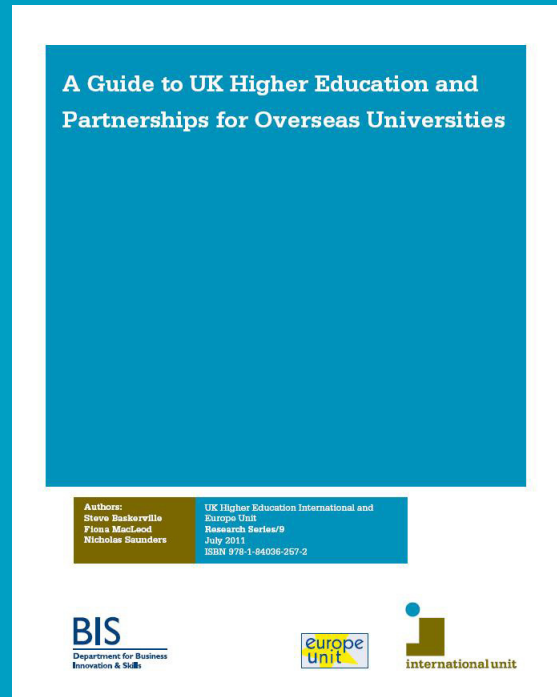 A Guide to UK Higher Education and
Partnerships for Overseas Universities
Authors:
Steve Baskerville
Fiona MacLeod
Nicholas Saunders
UK Higher Education International and
Europe Unit
Research Series/9
July 2011
ISBN 978-1-84036-257-2
BIS
Department for Business
Innovation & Skills
europe
unit
international unit